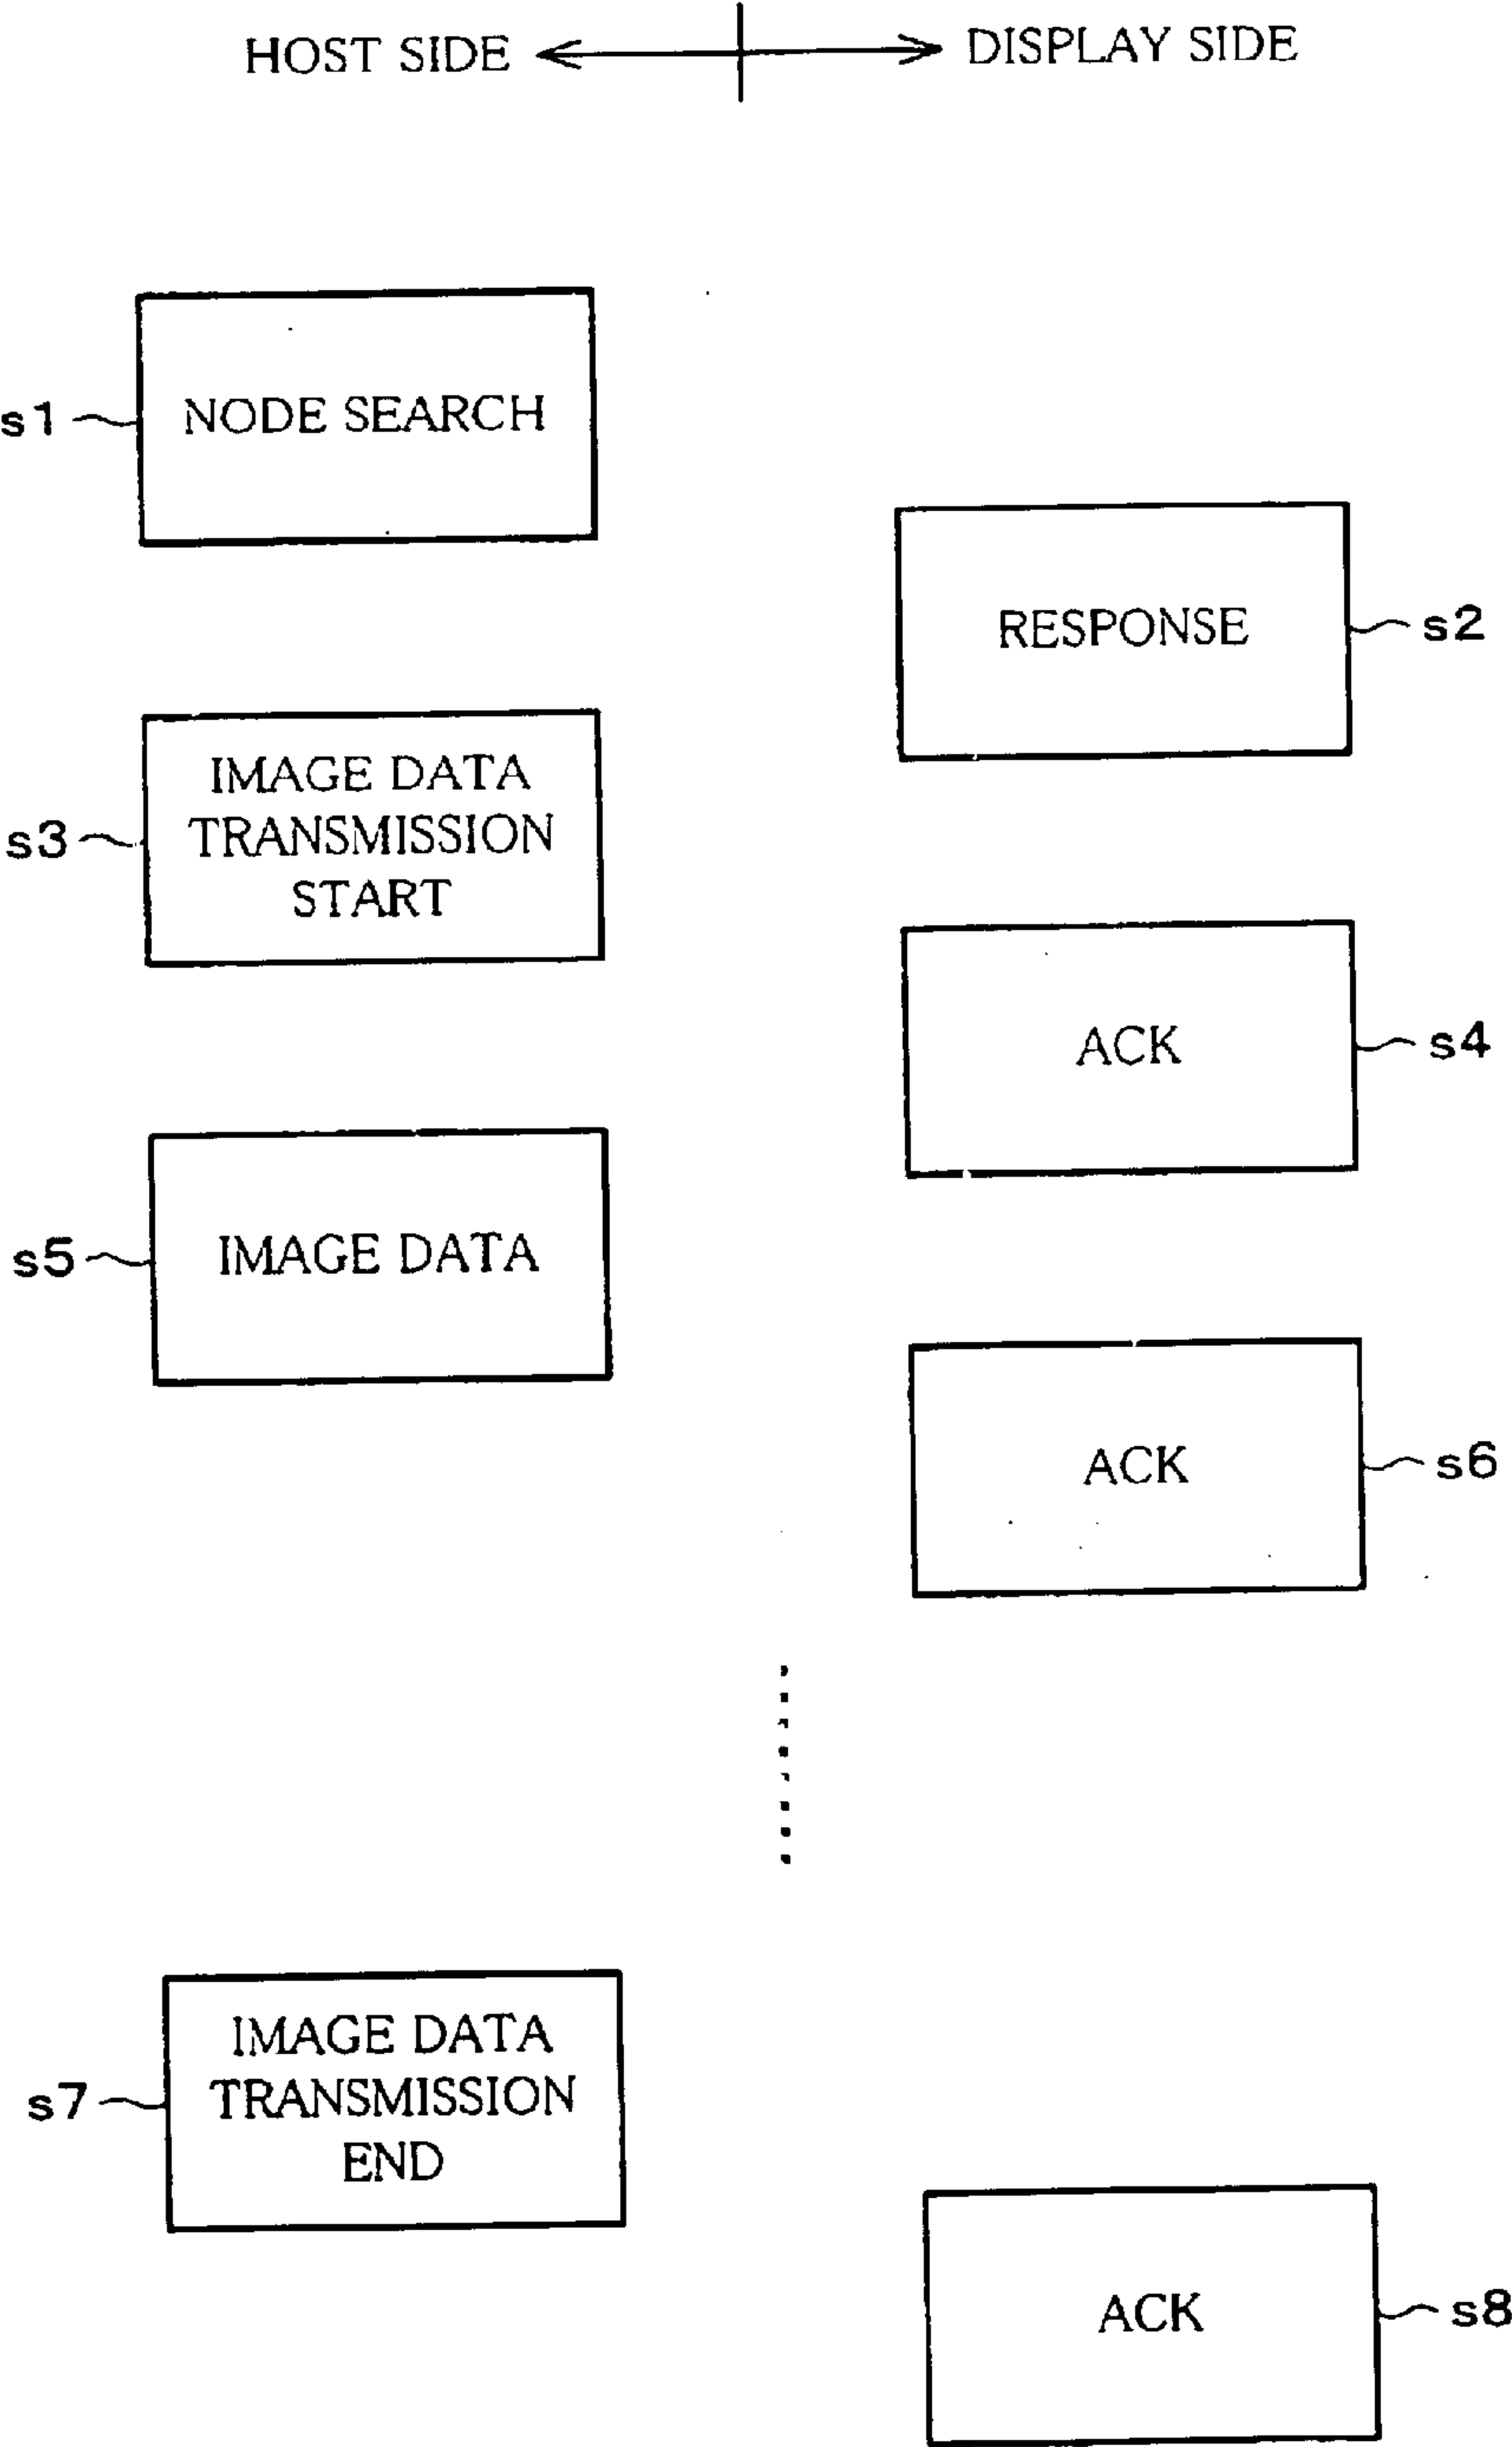 HOST SIDE
DISPLAY SIDE
s1
NODE SEARCH
RESPONSE
s2
s3
IMAGE DATA
TRANSMISSION
START
ACK
s4
s5
IMAGE DATA
ACK
s6
s7
IMAGE DATA
TRANSMISSION
END
ACK
s8